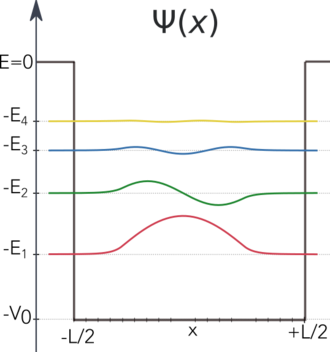 Ψ(x)
E=0
-E4
-E3
-E2
-E1
-V0
-L/2
x
+L/2